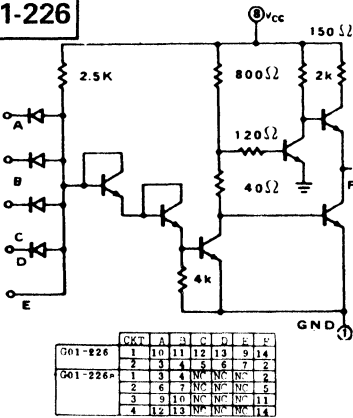 1-226
8 Vcc
150 Ω
2.5K
800Ω
2k
A
120Ω
B
40Ω
F
C
D
4k
E
GND 1
CKT A B C D E F
G01-226 1 10 11 12 13 9 14
2 3 4 5 6 7 2
G01-226P 1 3 4 NC NC NC 2
2 6 7 NC NC NC 5
3 9 10 NC NC NC 11
4 12 13 NC NC NC